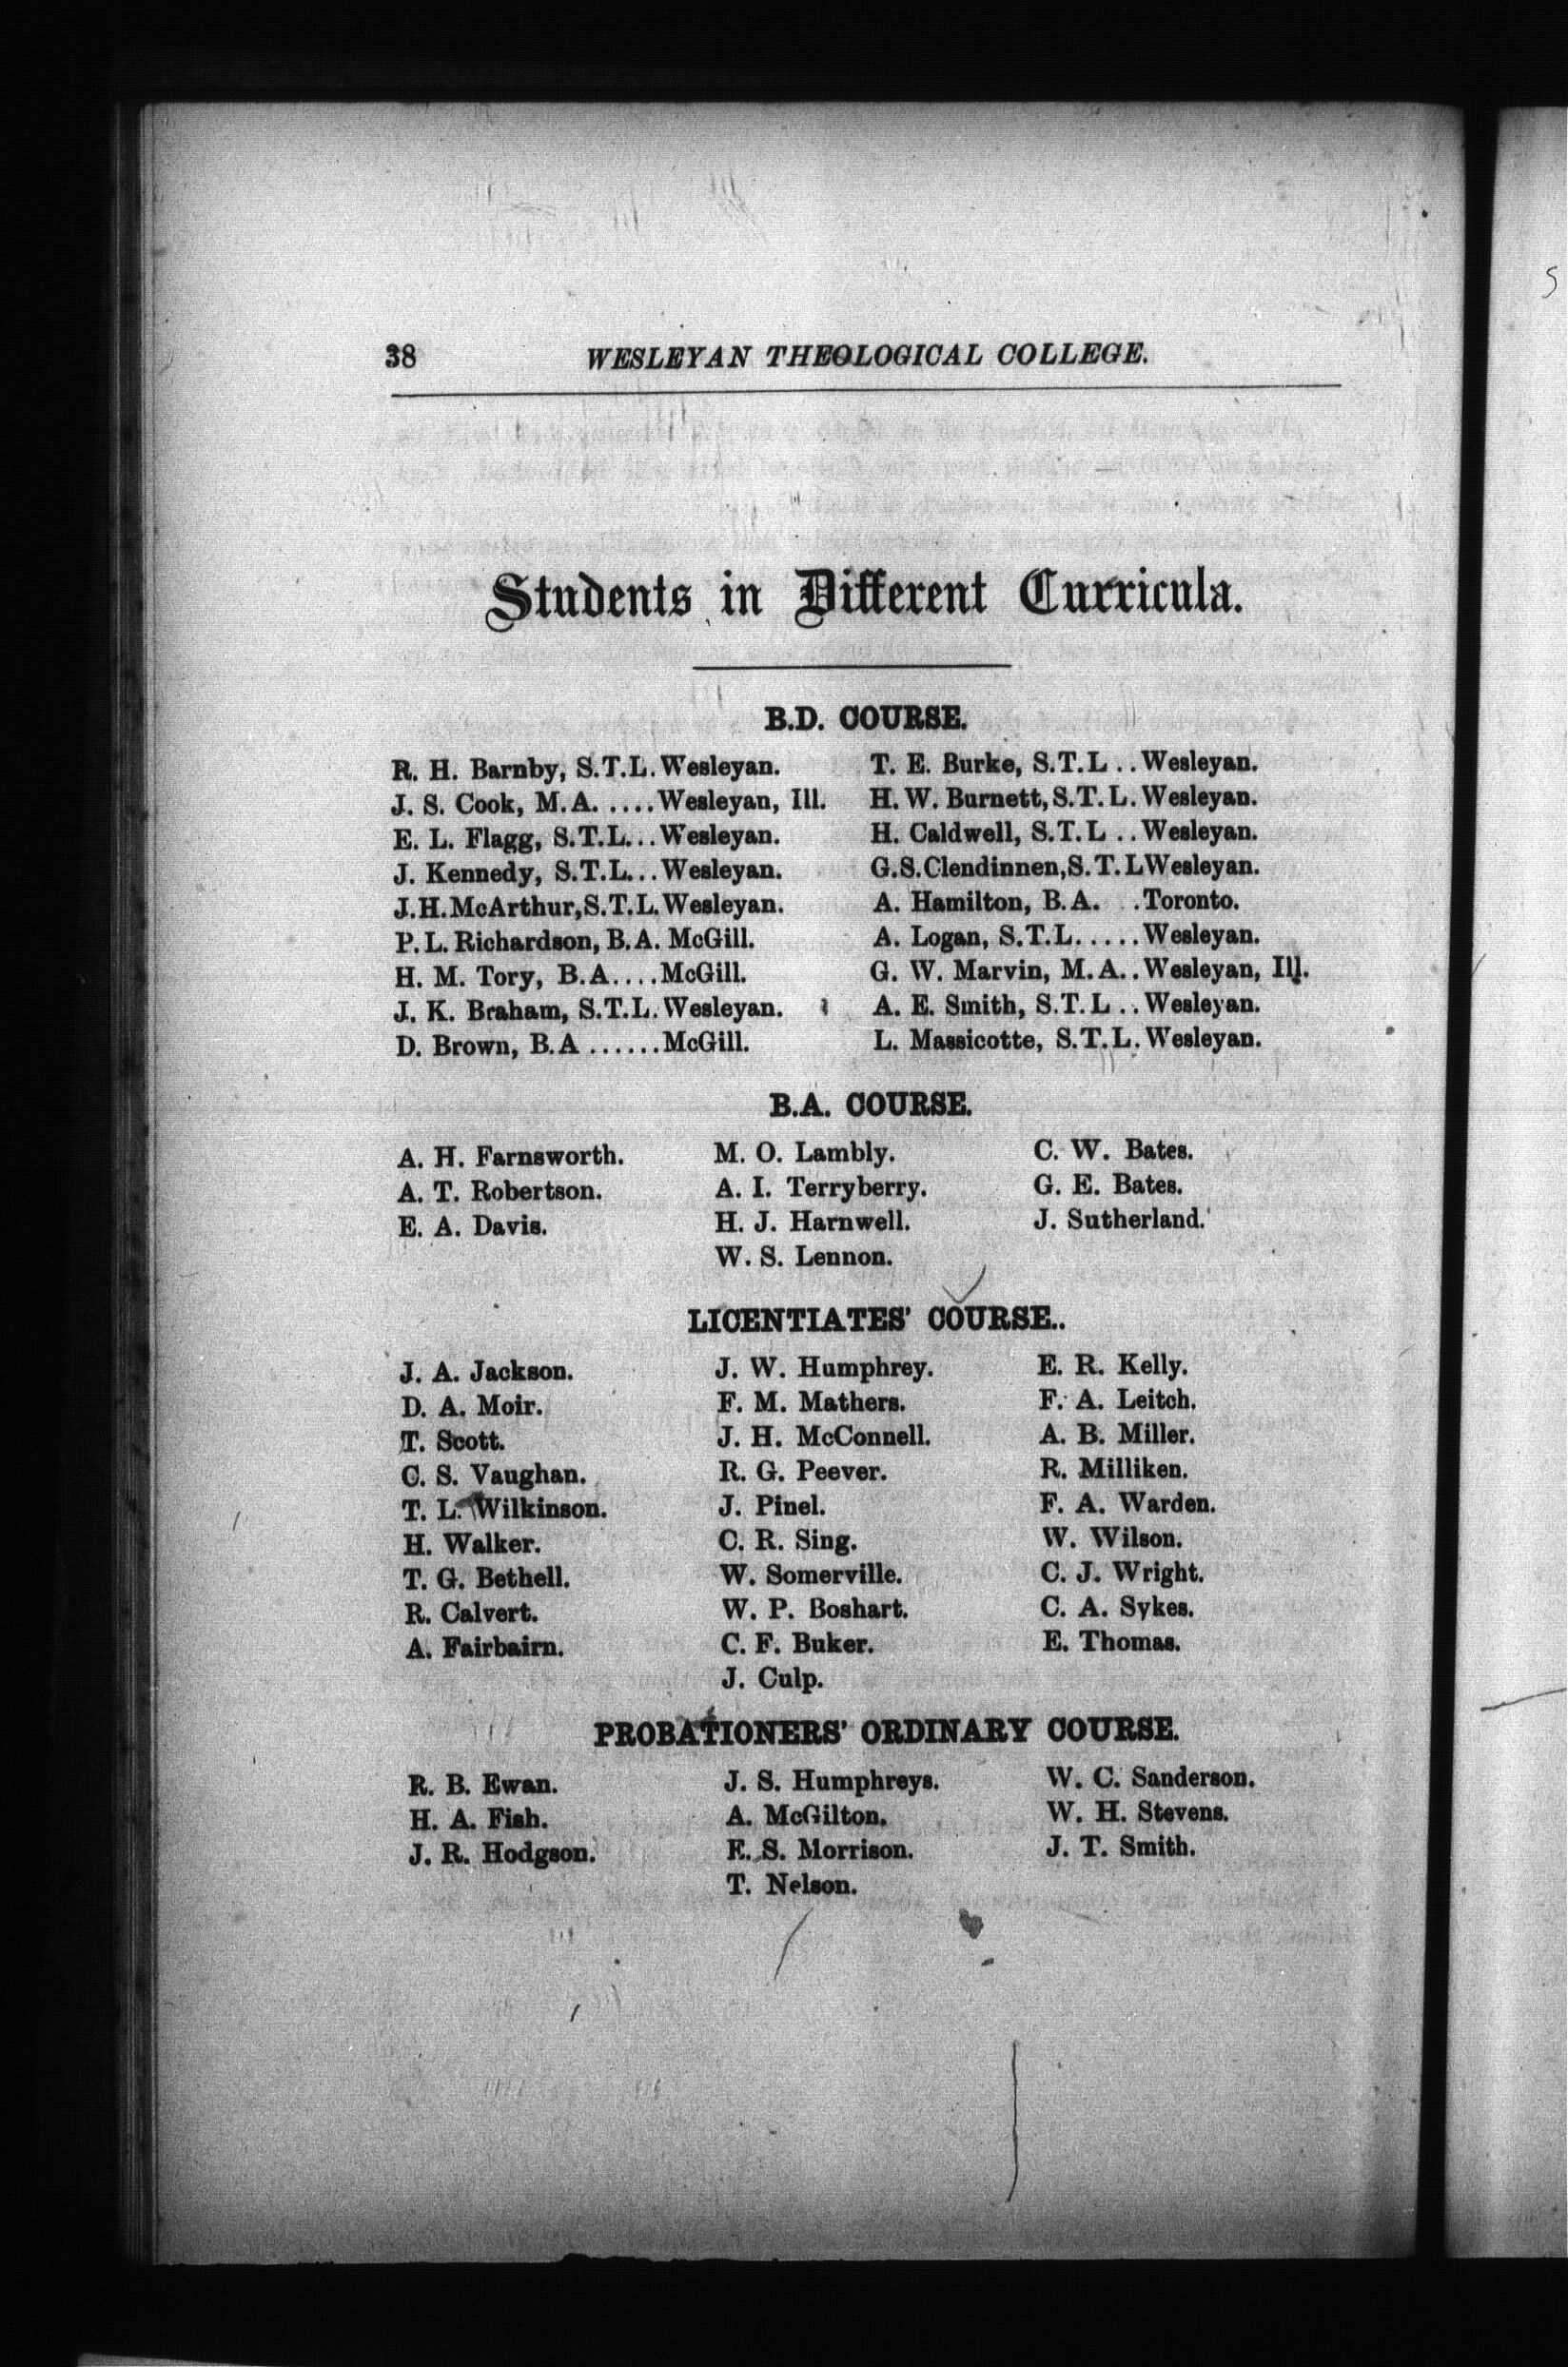 38 WESLEYAN THEOLOGICAL COLLEGE.
Students in Different Curricula.
B.D. COURSE.
R. H. Barnby, S.T.L. Wesleyan. T. E. Burke, S.T.L .. Wesleyan.
J. S. Cook, M.A. .... Wesleyan, Ill. H. W. Burnett, S.T.L. Wesleyan.
E. L. Flagg, S.T.L... Wesleyan. H. Caldwell, S.T.L .. Wesleyan.
J. Kennedy, S.T.L... Wesleyan. G.S.Clendinnen,S.T.L Wesleyan.
J.H.McArthur,S.T.L. Wesleyan. A. Hamilton, B.A. . .Toronto.
P.L. Richardson, B.A. McGill. A. Logan, S.T.L..... Wesleyan.
H. M. Tory, B.A.... McGill. G. W. Marvin, M.A.. Wesleyan, Ill.
J. K. Braham, S.T.L. Wesleyan. A. E. Smith, S.T.L .. Wesleyan.
D. Brown, B.A ...... McGill. L. Massicotte, S.T.L. Wesleyan.
B.A. COURSE.
A. H. Farnsworth. M. O. Lambly. C. W. Bates.
A. T. Robertson. A. I. Terryberry. G. E. Bates.
E. A. Davis. H. J. Harnwell. J. Sutherland.
W. S. Lennon.
LICENTIATES' COURSE..
J. A. Jackson. J. W. Humphrey. E. R. Kelly.
D. A. Moir. F. M. Mathers. F. A. Leitch.
T. Scott. J. H. McConnell. A. B. Miller.
C. S. Vaughan. R. G. Peever. R. Milliken.
T. L. Wilkinson. J. Pinel. F. A. Warden.
H. Walker. C. R. Sing. W. Wilson.
T. G. Bethell. W. Somerville. C. J. Wright.
R. Calvert. W. P. Boshart. C. A. Sykes.
A. Fairbairn. C. F. Buker. E. Thomas.
J. Culp.
PROBATIONERS' ORDINARY COURSE.
R. B. Ewan. J. S. Humphreys. W. C. Sanderson.
H. A. Fish. A. McGilton. W. H. Stevens.
J. R. Hodgson. E. S. Morrison. J. T. Smith.
T. Nelson.